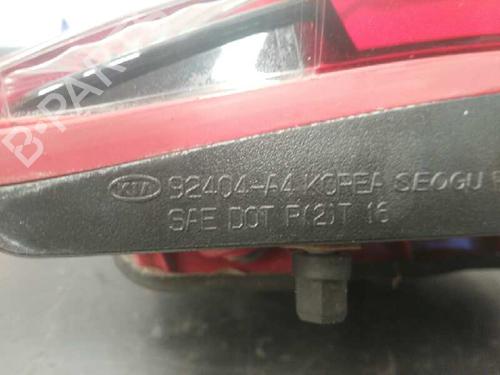 B-PARTS
KIA 92404-A4 KOREA SEOGU
SAE DOT P(2)T 16